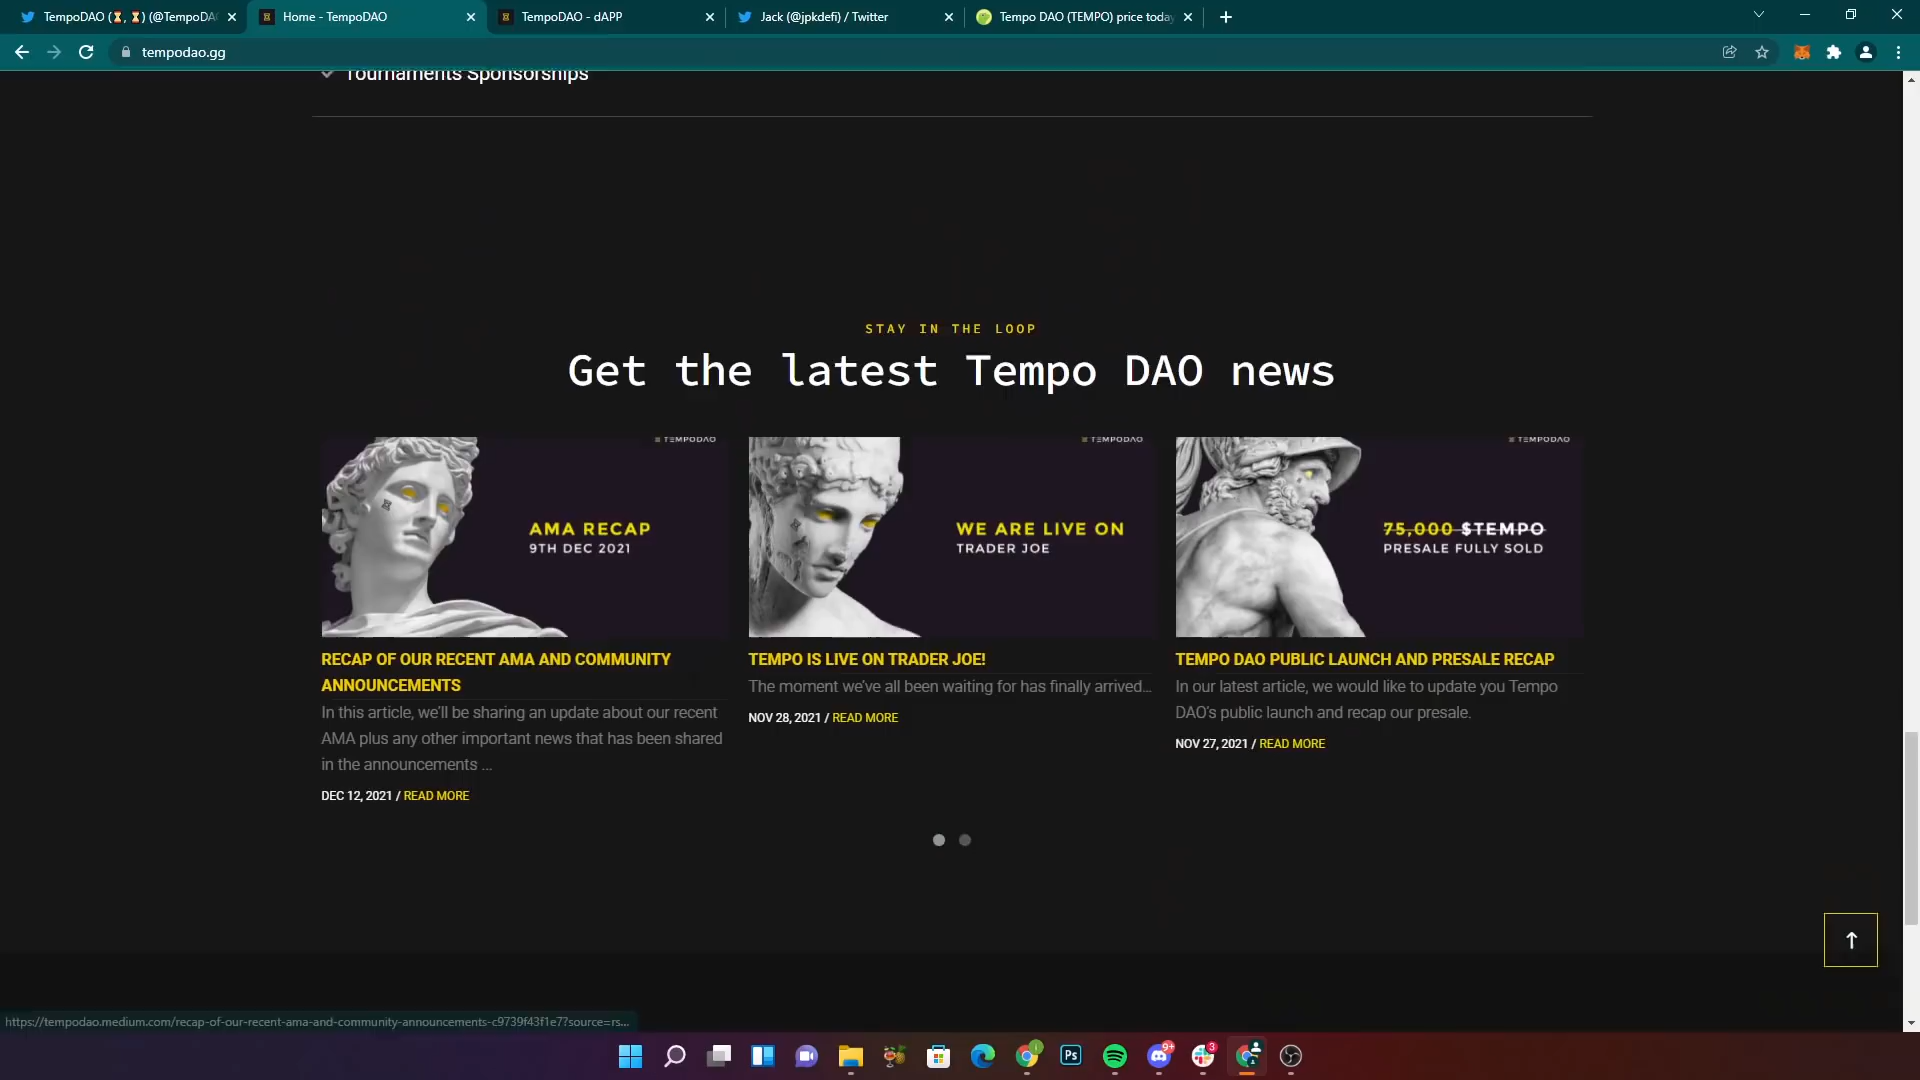 TempoDAO (⏳, ⏳) (@TempoDA
Home - TempoDAO
TempoDAO - dAPP
Jack (@jpkdefi) / Twitter
Tempo DAO (TEMPO) price today
tempodao.gg
Tournaments Sponsorships
STAY IN THE LOOP
Get the latest Tempo DAO news
TEMPODAO
AMA RECAP
9TH DEC 2021
RECAP OF OUR RECENT AMA AND COMMUNITY
ANNOUNCEMENTS
In this article, we'll be sharing an update about our recent
AMA plus any other important news that has been shared
in the announcements ...
DEC 12, 2021 / READ MORE
TEMPODAO
WE ARE LIVE ON
TRADER JOE
TEMPO IS LIVE ON TRADER JOE!
The moment we've all been waiting for has finally arrived...
NOV 28, 2021 / READ MORE
TEMPODAO
75,000 $TEMPO
PRESALE FULLY SOLD
TEMPO DAO PUBLIC LAUNCH AND PRESALE RECAP
In our latest article, we would like to update you Tempo
DAO's public launch and recap our presale.
NOV 27, 2021 / READ MORE
https://tempodao.medium.com/recap-of-our-recent-ama-and-community-announcements-c9739f43f1e7?source=rs...
Ps
9+
3